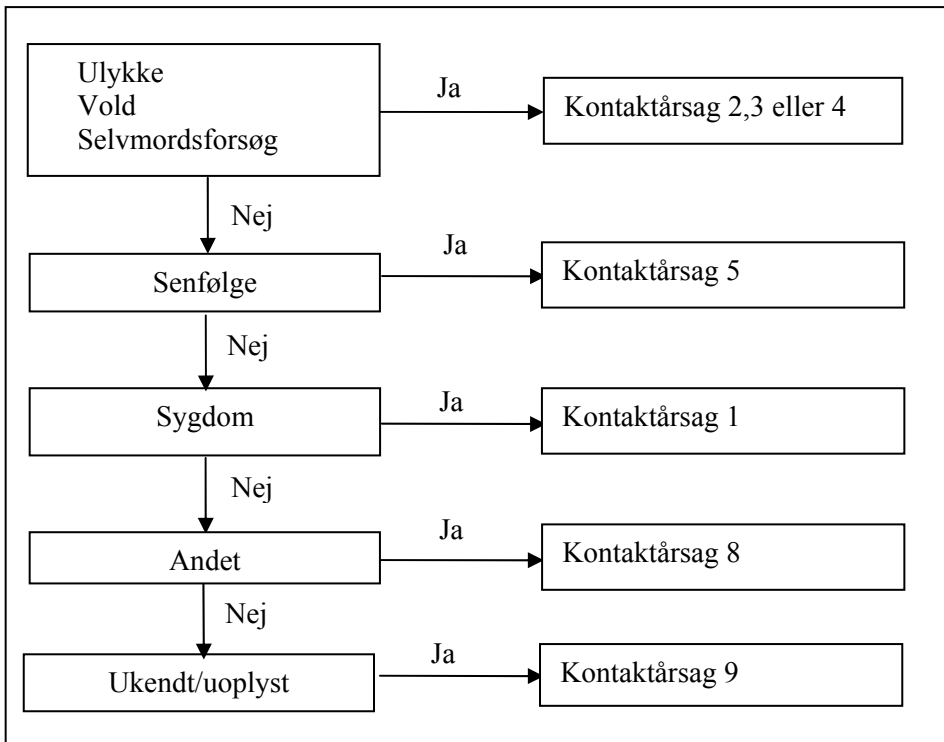 Ulykke
Vold
Selvmordsforsøg
Ja
Kontaktårsag 2,3 eller 4
Nej
Senfølge
Ja
Kontaktårsag 5
Nej
Sygdom
Ja
Kontaktårsag 1
Nej
Andet
Ja
Kontaktårsag 8
Nej
Ukendt/uoplyst
Ja
Kontaktårsag 9